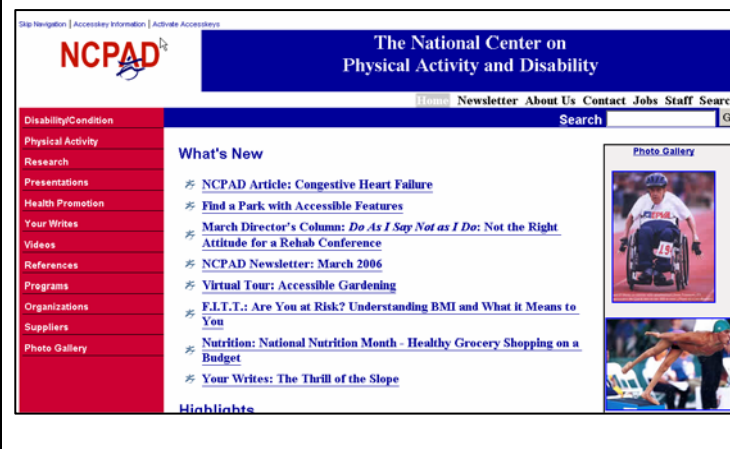 Skip Navigation | Accesskey Information | Activate Accesskeys
NCPAD
The National Center on
Physical Activity and Disability
Home Newsletter About Us Contact Jobs Staff Searc
Search G
Disability/Condition
Physical Activity
Research
Presentations
Health Promotion
Your Writes
Videos
References
Programs
Organizations
Suppliers
Photo Gallery
What's New
NCPAD Article: Congestive Heart Failure
Find a Park with Accessible Features
March Director's Column: Do As I Say Not as I Do: Not the Right
Attitude for a Rehab Conference
NCPAD Newsletter: March 2006
Virtual Tour: Accessible Gardening
F.I.T.T.: Are You at Risk? Understanding BMI and What it Means to
You
Nutrition: National Nutrition Month - Healthy Grocery Shopping on a
Budget
Your Writes: The Thrill of the Slope
Highlights
Photo Gallery